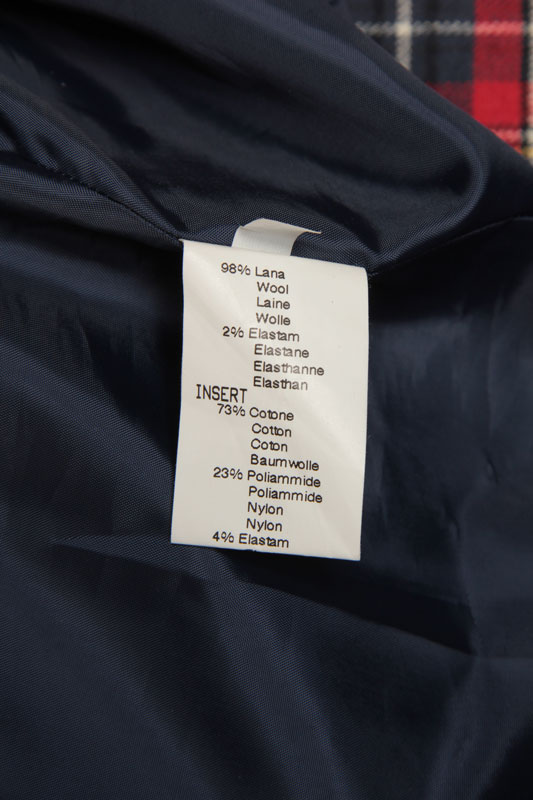 98% Lana
Wool
Laine
Wolle
2% Elastam
Elastane
Elasthanne
Elasthan
INSERT
73% Cotone
Cotton
Coton
Baumwolle
23% Poliammide
Poliammide
Nylon
Nylon
4% Elastam